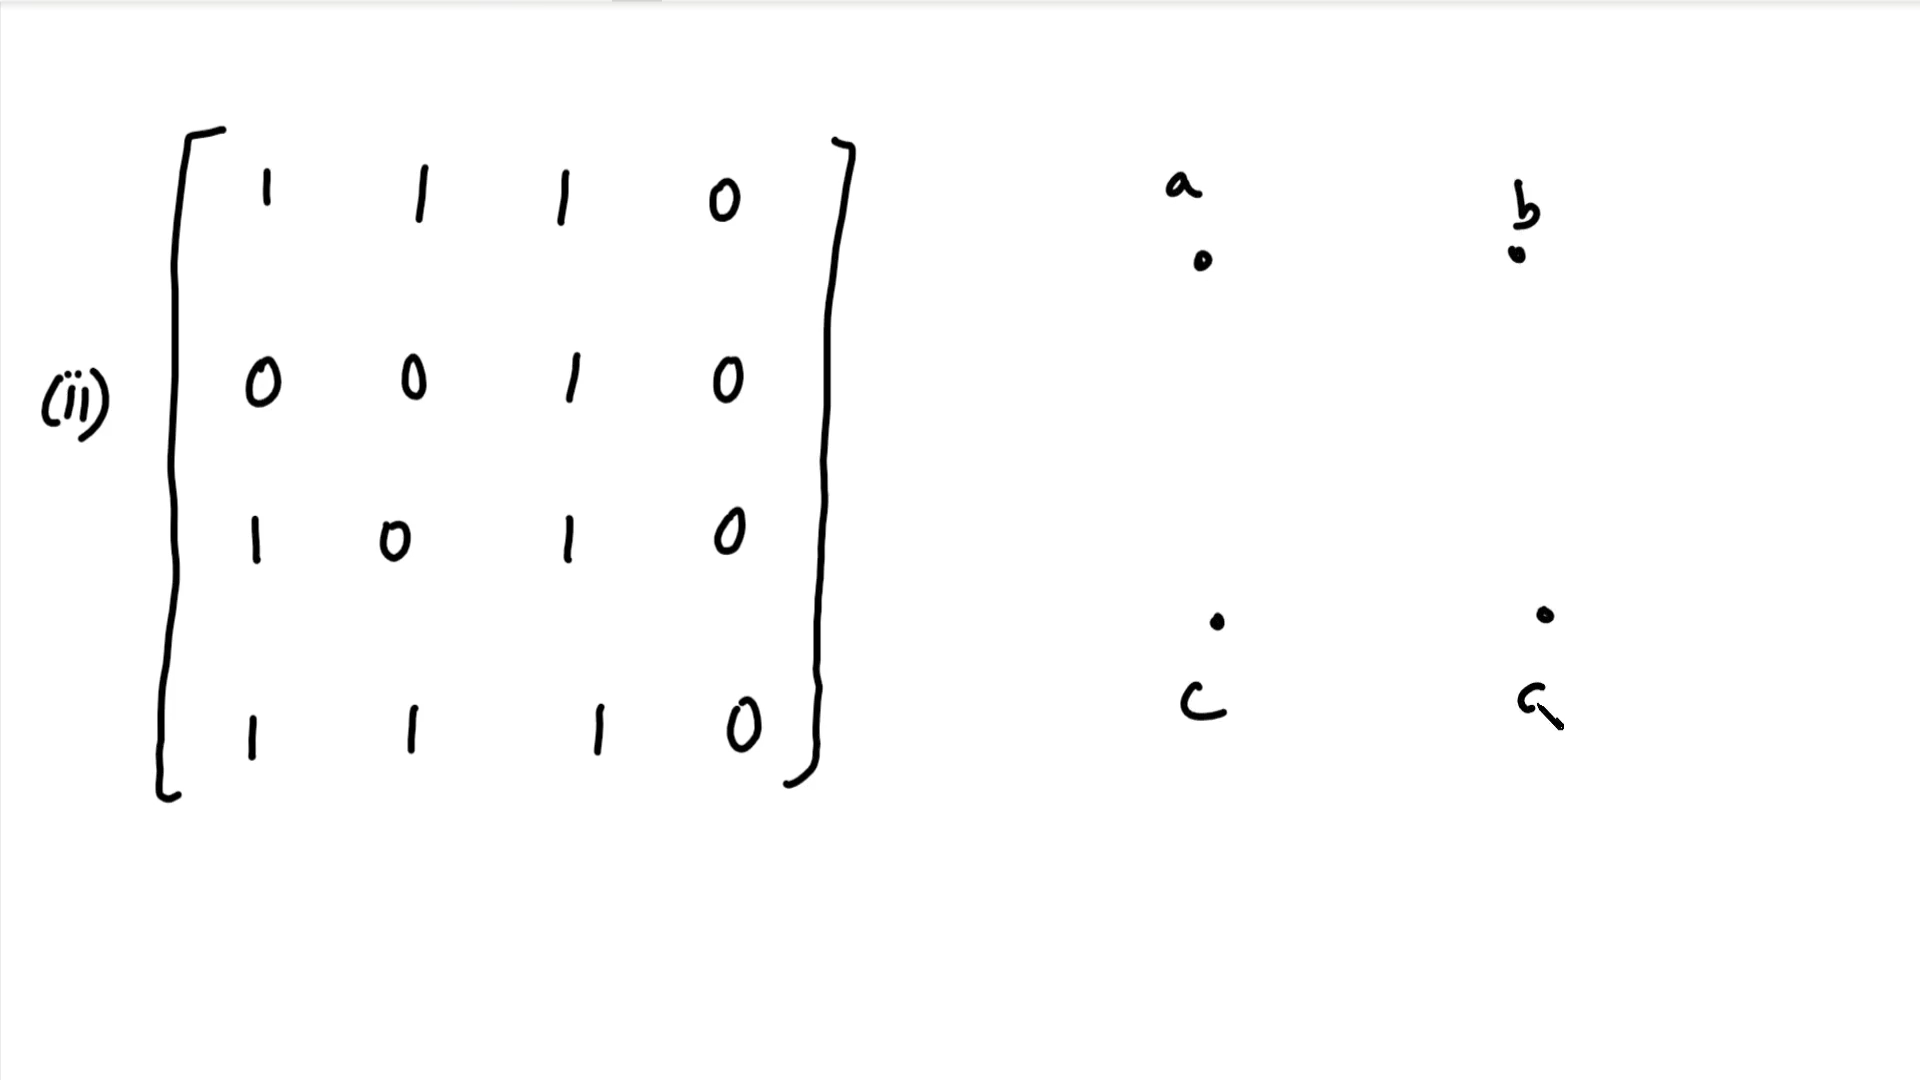 1 1 1 0
a b
(ii) 0 0 1 0
1 0 1 0
c
1 1 1 0